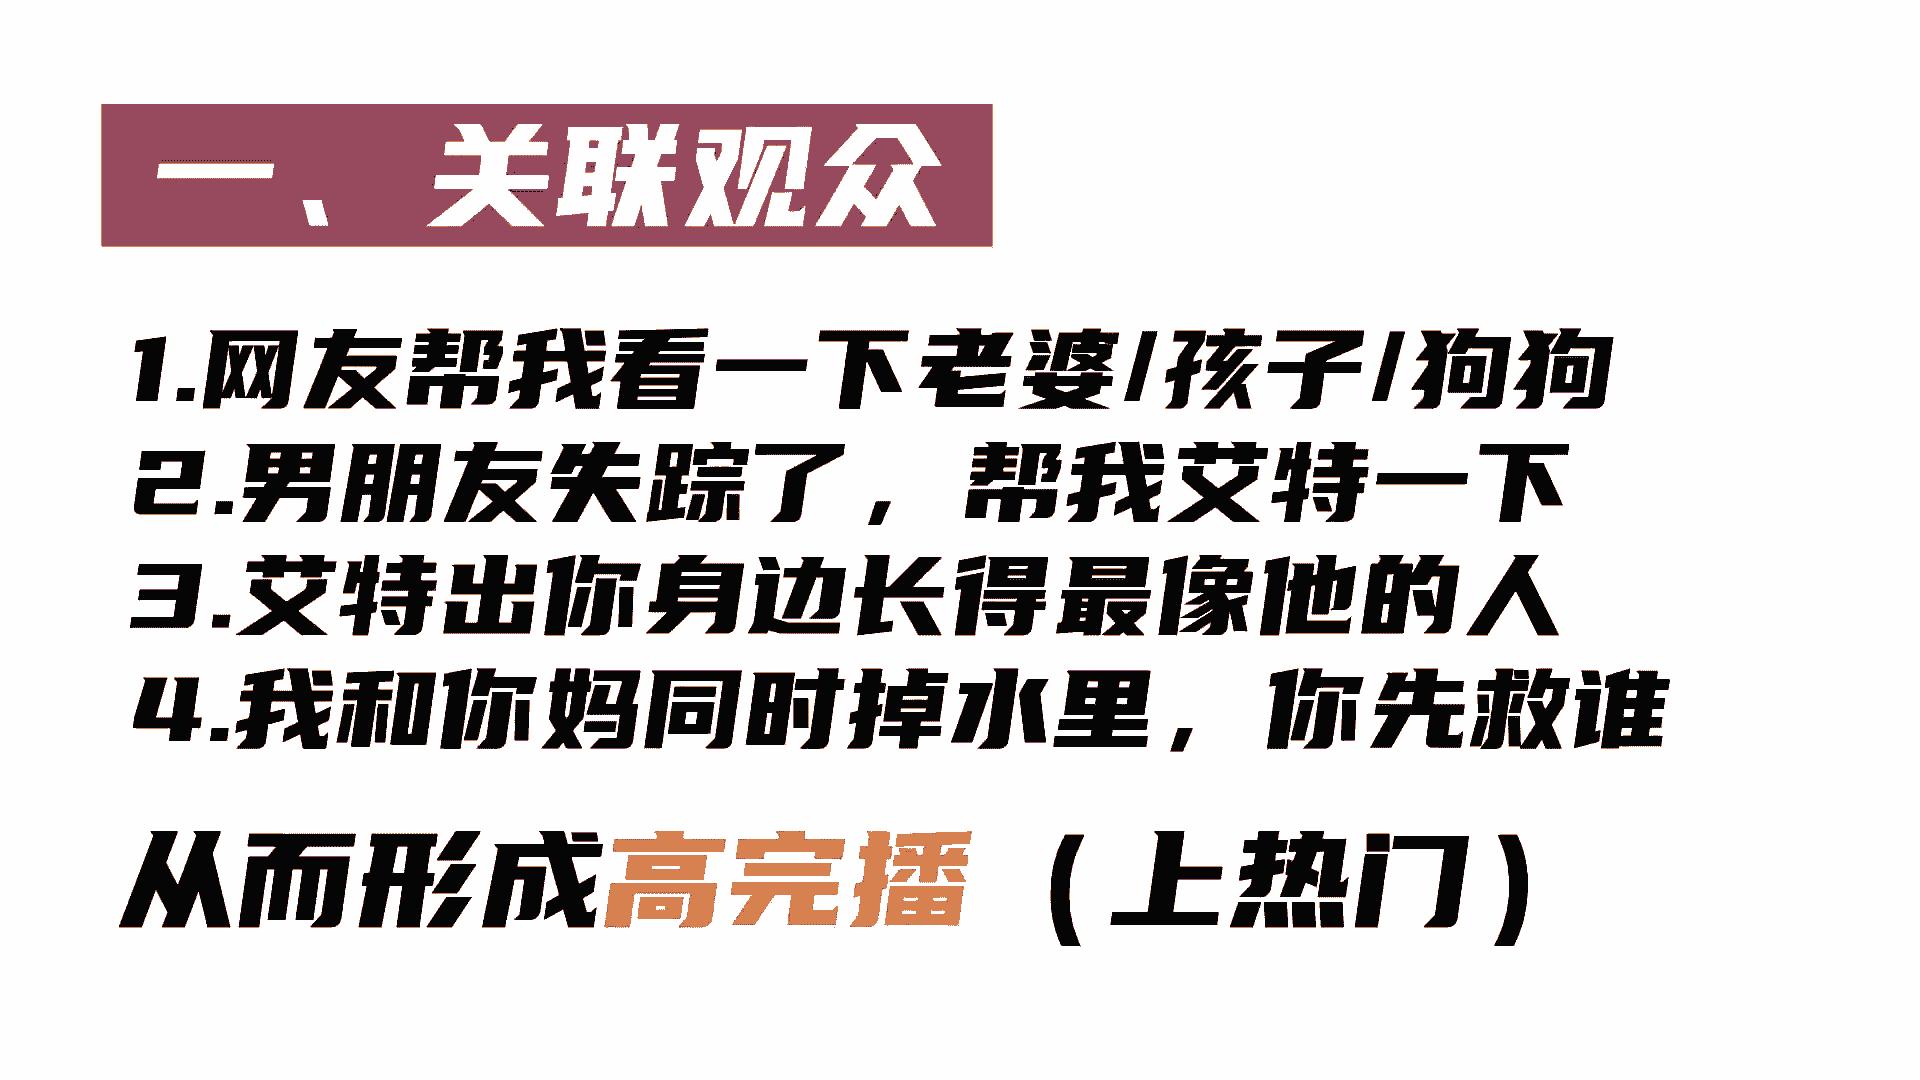 一、关联观众
1.网友帮我看一下老婆/孩子/狗狗
2.男朋友失踪了，帮我艾特一下
3.艾特出你身边长得最像他的人
4.我和你妈同时掉水里，你先救谁
从而形成高完播（上热门）